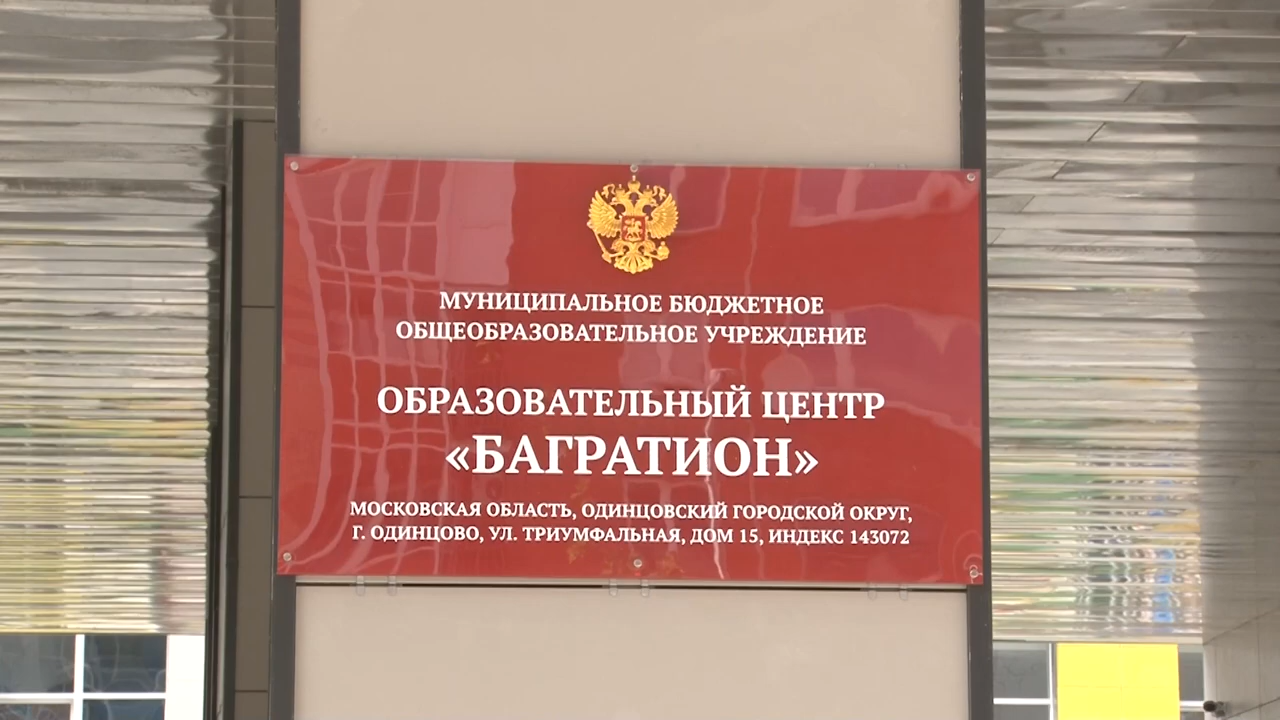 МУНИЦИПАЛЬНОЕ БЮДЖЕТНОЕ
ОБЩЕОБРАЗОВАТЕЛЬНОЕ УЧРЕЖДЕНИЕ
ОБРАЗОВАТЕЛЬНЫЙ ЦЕНТР
«БАГРАТИОН»
МОСКОВСКАЯ ОБЛАСТЬ, ОДИНЦОВСКИЙ ГОРОДСКОЙ ОКРУГ,
Г. ОДИНЦОВО, УЛ. ТРИУМФАЛЬНАЯ, ДОМ 15, ИНДЕКС 143072